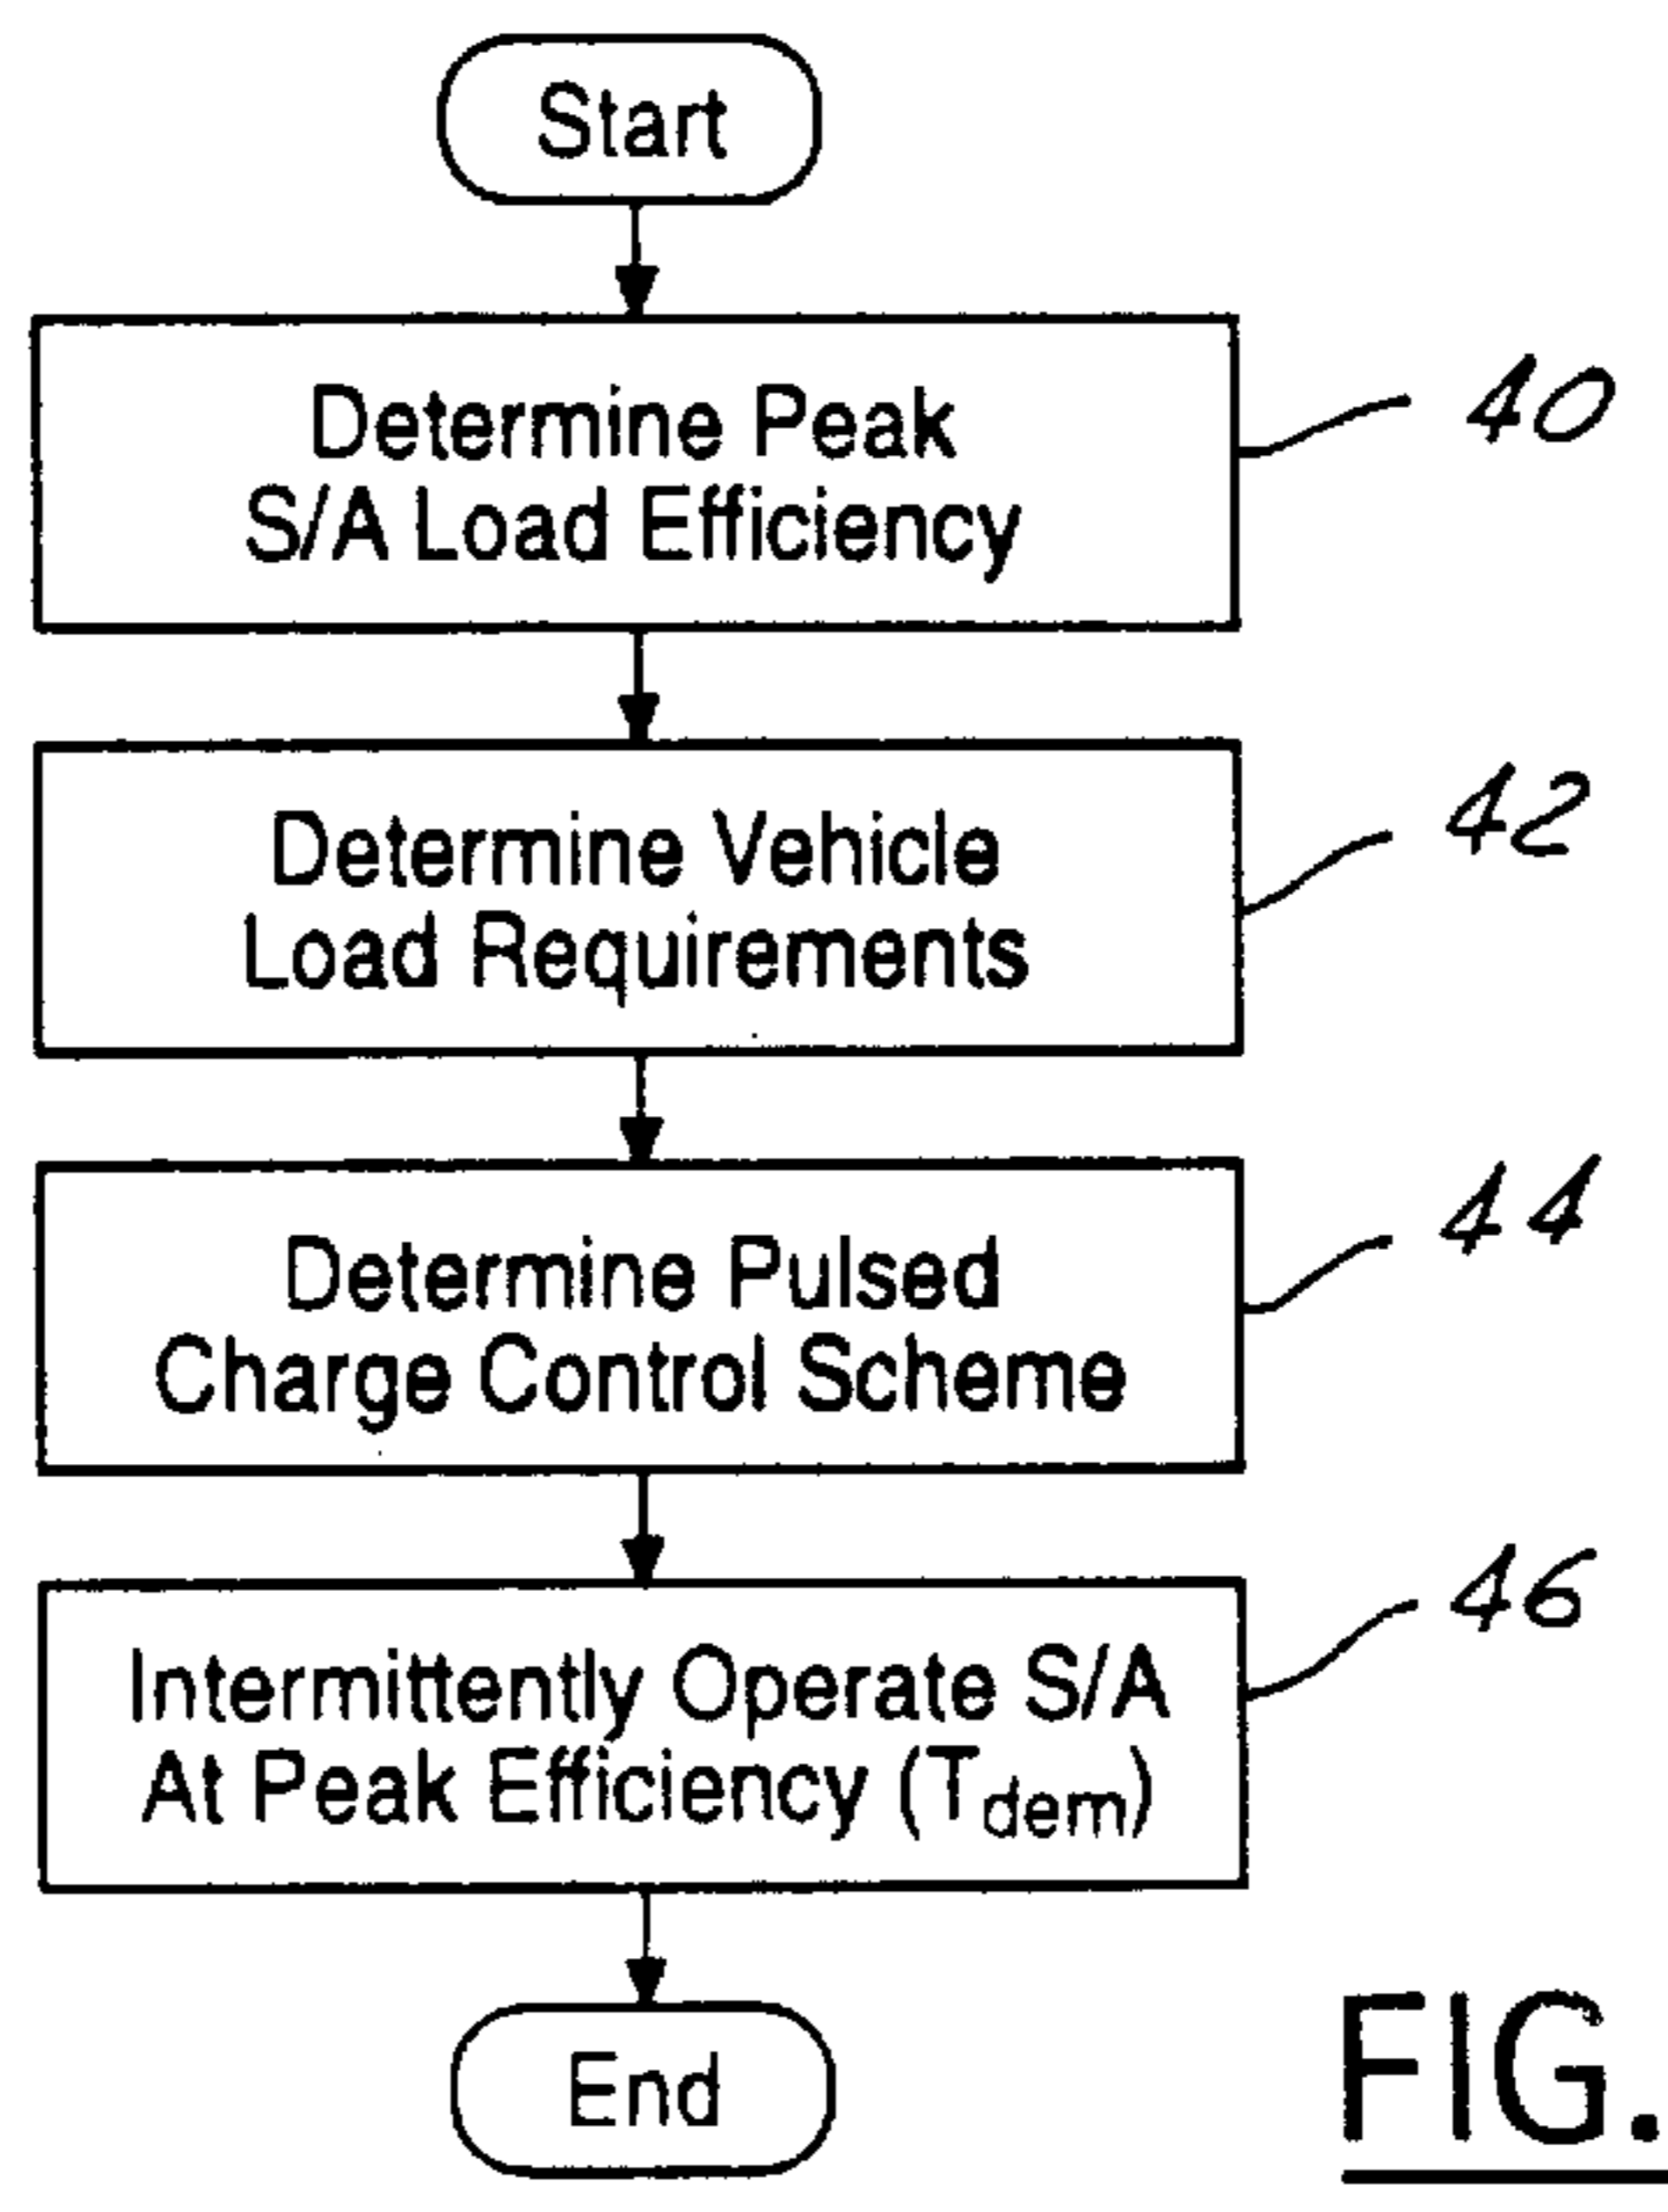 Start
Determine Peak
S/A Load Efficiency
40
Determine Vehicle
Load Requirements
42
Determine Pulsed
Charge Control Scheme
44
Intermittently Operate S/A
At Peak Efficiency (Tdem)
46
End
FIG.